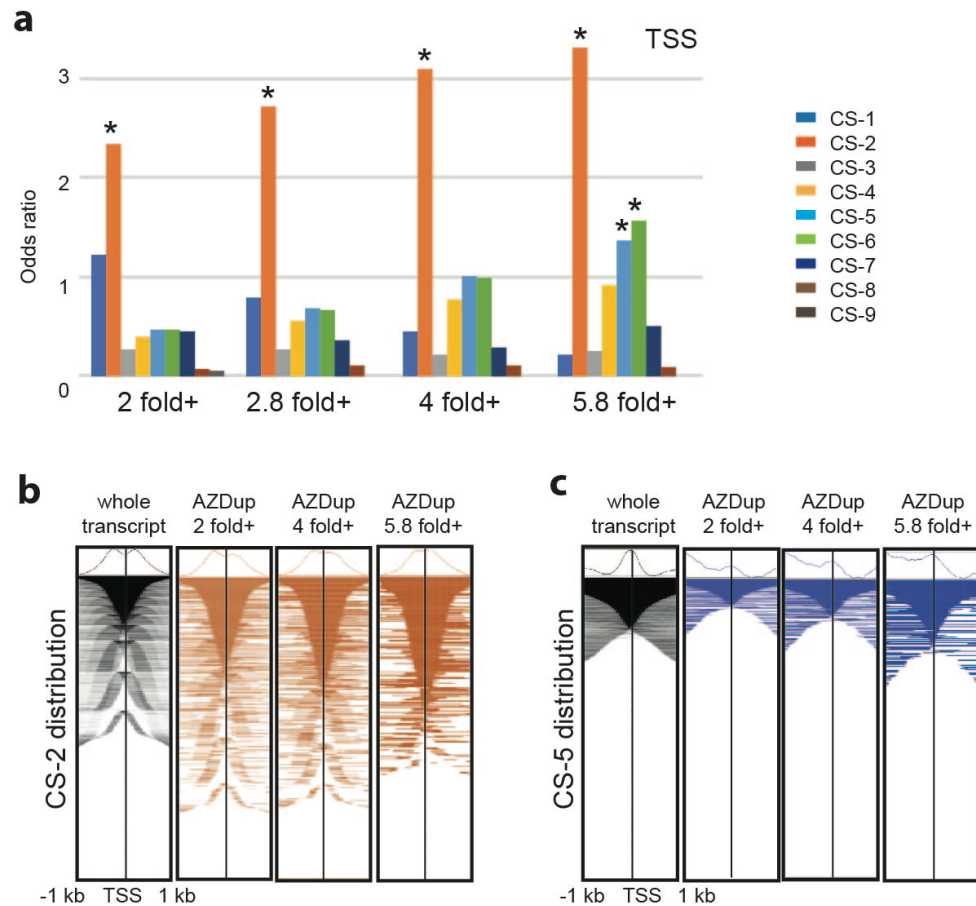 a
TSS
* * * * * *
3
2
1
0
Odds ratio
2 fold+ 2.8 fold+ 4 fold+ 5.8 fold+
CS-1
CS-2
CS-3
CS-4
CS-5
CS-6
CS-7
CS-8
CS-9
b
whole transcript
AZDup 2 fold+
AZDup 4 fold+
AZDup 5.8 fold+
CS-2 distribution
-1 kb TSS 1 kb
c
whole transcript
AZDup 2 fold+
AZDup 4 fold+
AZDup 5.8 fold+
CS-5 distribution
-1 kb TSS 1 kb